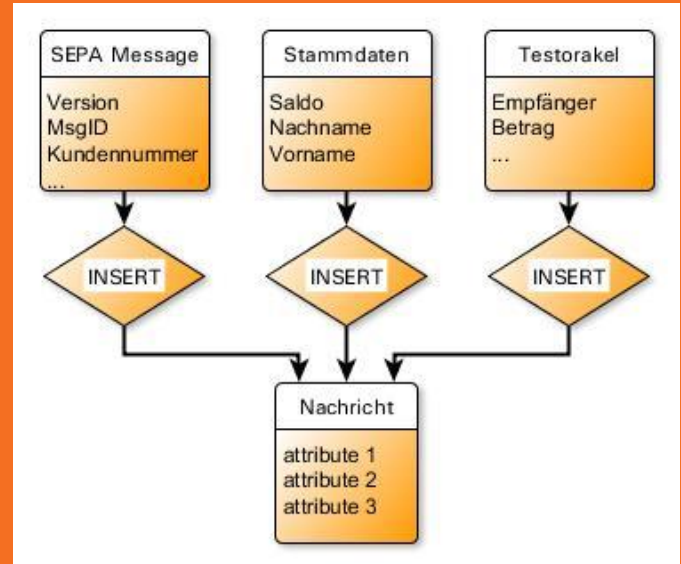 SEPA Message
Version
MsgID
Kundennummer
...
Stammdaten
Saldo
Nachname
Vorname
Testorakel
Empfänger
Betrag
...
INSERT
INSERT
INSERT
Nachricht
attribute 1
attribute 2
attribute 3